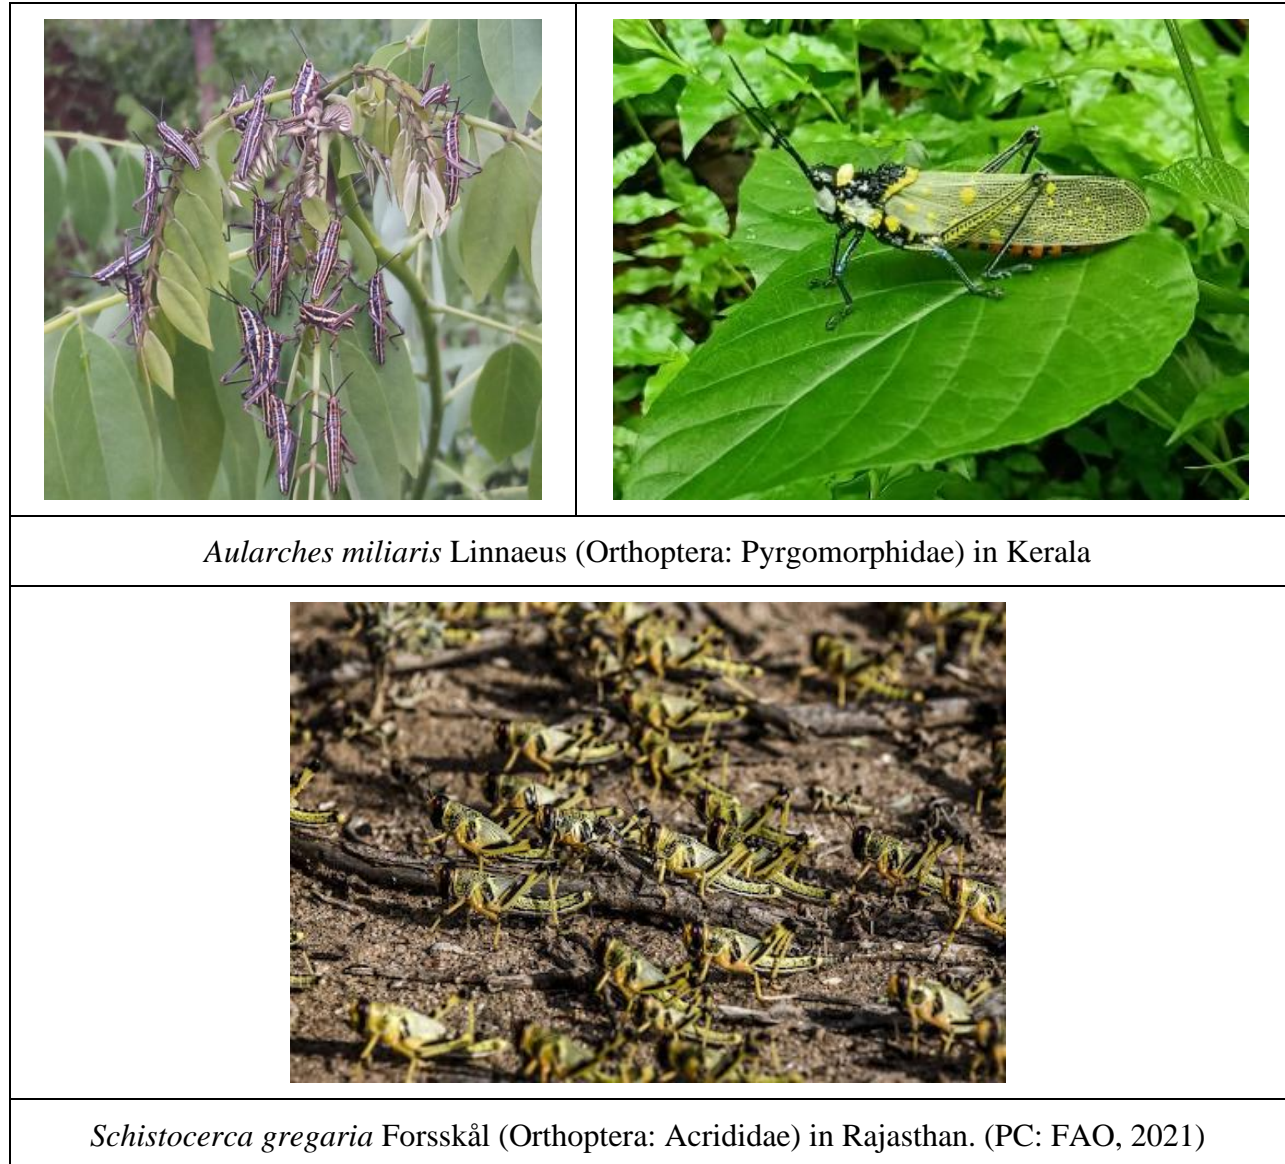 Aularches miliaris Linnaeus (Orthoptera: Pyrgomorphidae) in Kerala
Schistocerca gregaria Forsskål (Orthoptera: Acrididae) in Rajasthan. (PC: FAO, 2021)